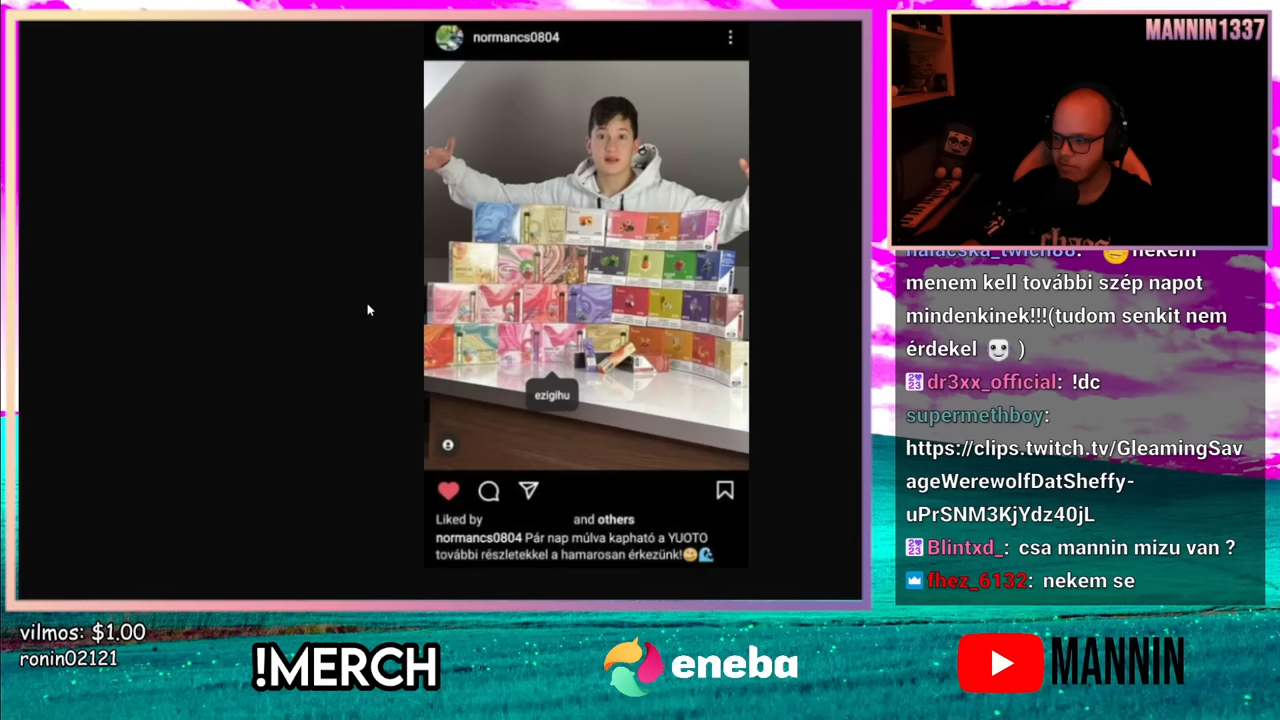 normancs0804
ezigihu
Liked by and others
normancs0804 Pár nap múlva kapható a YUOTO
további részletekkel a hamarosan érkezünk!
MANNIN1337
nekem
menem kell további szép napot
mindenkinek!!!(tudom senkit nem
érdekel )
dr3xx_official: !dc
supermethboy:
https://clips.twitch.tv/GleamingSav
ageWerewolfDatSheffy-
uPrSNM3KjYdz40jL
Blintxd_: csa mannin mizu van ?
fhez_6132: nekem se
vilmos: $1.00
ronin02121
!MERCH
eneba
MANNIN